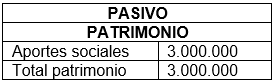 PASIVO
PATRIMONIO
Aportes sociales 3.000.000
Total patrimonio 3.000.000